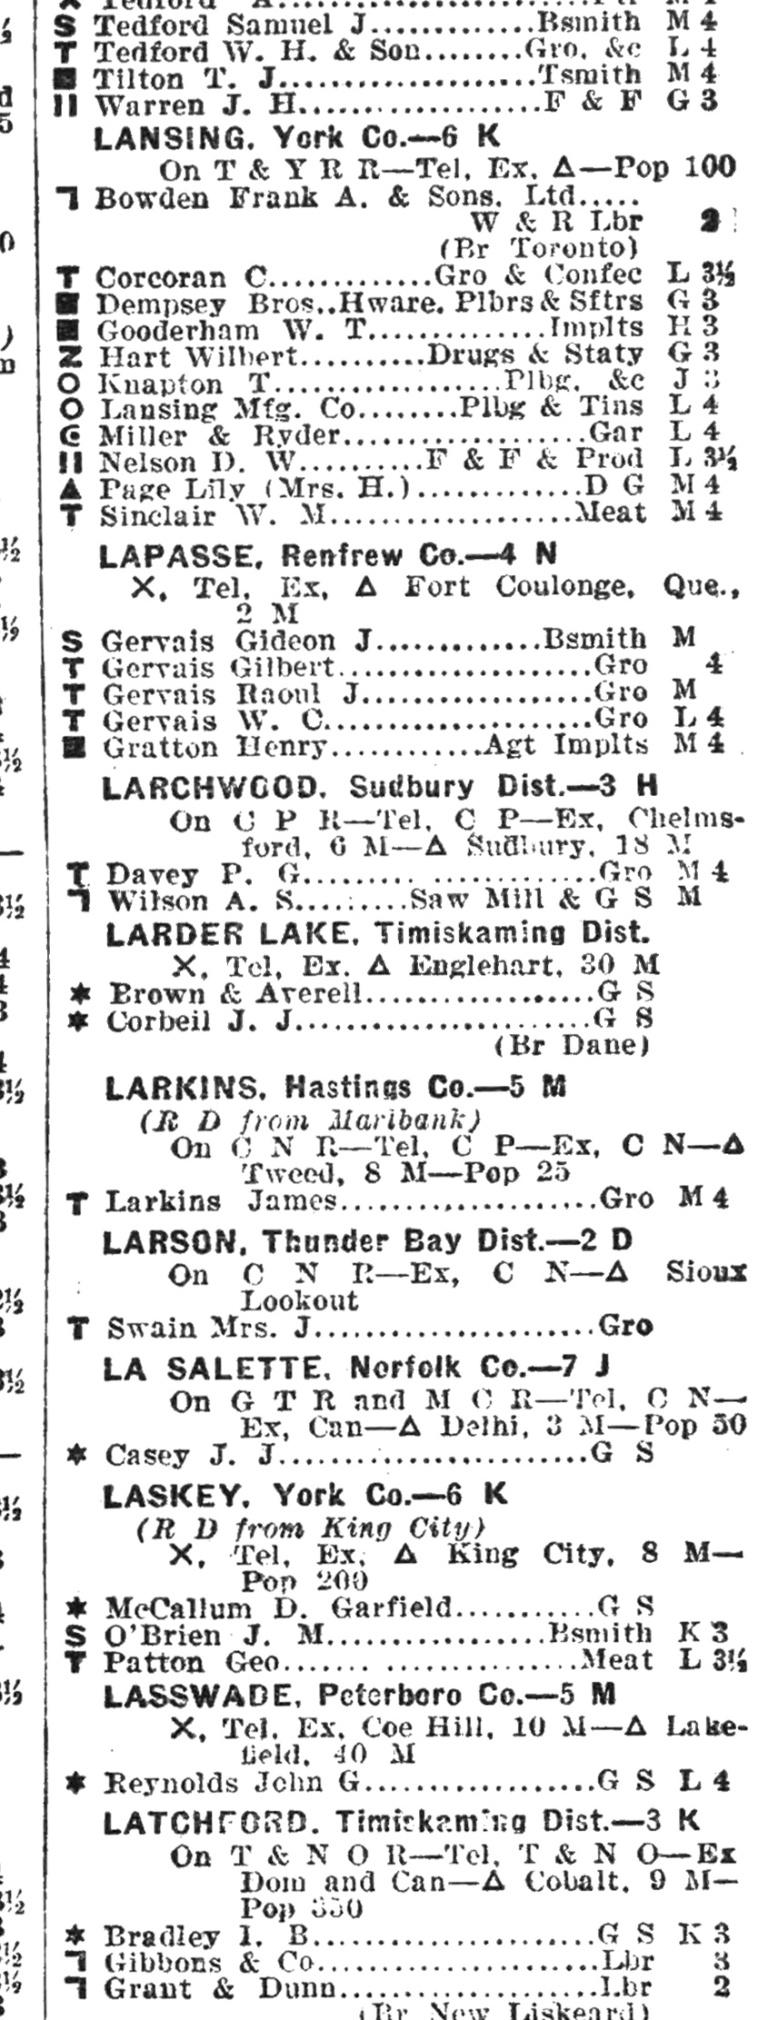 S Tedford Samuel J.............Bsmith M 4
T Tedford W. H. & Son........Gro, &c L 4
■ Tilton T. J....................Tsmith M 4
II Warren J. H...................F & F G 3
LANSING, York Co.—6 K
On T & Y R R—Tel, Ex, Δ—Pop 100
ㄱ Bowden Frank A. & Sons, Ltd.....
W & R Lbr
(Br Toronto)
T Corcoran C.............Gro & Confec L 3½
■ Dempsey Bros..Hware, Plbrs & Sftrs G 3
■ Gooderham W. T..............Implts H 3
Z Hart Wilbert..........Drugs & Staty G 3
O Knapton T..................Plbg, &c J 3
O Lansing Mfg. Co........Plbg & Tins L 4
Miller & Ryder...................Gar L 4
II Nelson D. W..........F & F & Prod L 3½
▲ Page Lily (Mrs. H.).............D G M 4
T Sinclair W. M...................Meat M 4
LAPASSE, Renfrew Co.—4 N
X, Tel, Ex, Δ Fort Coulonge, Que.,
2 M
S Gervais Gideon J.............Bsmith M
T Gervais Gilbert....................Gro 4
T Gervais Raoul J...................Gro M
T Gervais W. C.....................Gro L 4
■ Gratton Henry............Agt Implts M 4
LARCHWOOD, Sudbury Dist.—3 H
On C P R—Tel, C P—Ex, Chelms-
ford, 6 M—Δ Sudbury, 18 M
T Davey P. G......... ..............Gro M 4
ㄱ Wilson A. S.........Saw Mill & G S M
LARDER LAKE, Timiskaming Dist.
X, Tel, Ex. Δ Englehart, 30 M
* Brown & Averell..................G S
* Corbeil J. J.......................G S
(Br Dane)
LARKINS, Hastings Co.—5 M
(R D from Marlbank)
On C N R—Tel, C P—Ex, C N—Δ
Tweed, 8 M—Pop 25
T Larkins James....................Gro M 4
LARSON, Thunder Bay Dist.—2 D
On C N R—Ex, C N—Δ Sioux
Lookout
T Swain Mrs. J......................Gro
LA SALETTE, Norfolk Co.—7 J
On G T R and M C R—Tel, C N—
Ex, Can—Δ Delhi, 3 M—Pop 50
* Casey J. J........................G S
LASKEY, York Co.—6 K
(R D from King City)
X, Tel, Ex, Δ King City, 8 M—
Pop 200
* McCallum D. Garfield...........G S
S O'Brien J. M.................Bsmith K 3
T Patton Geo....... ...............Meat L 3½
LASSWADE, Peterboro Co.—5 M
X, Tel, Ex, Coe Hill, 10 M—Δ Lake-
field, 40 M
* Reynolds John G..................G S L 4
LATCHFORD, Timiskaming Dist.—3 K
On T & N O R—Tel, T & N O—Ex
Dom and Can—Δ Cobalt, 9 M—
Pop
* Bradley I. B......................G S K 3
ㄱ Gibbons & Co......................Lbr 3
ㄱ Grant & Dunn....................Lbr 2
(Br New Liskeard)